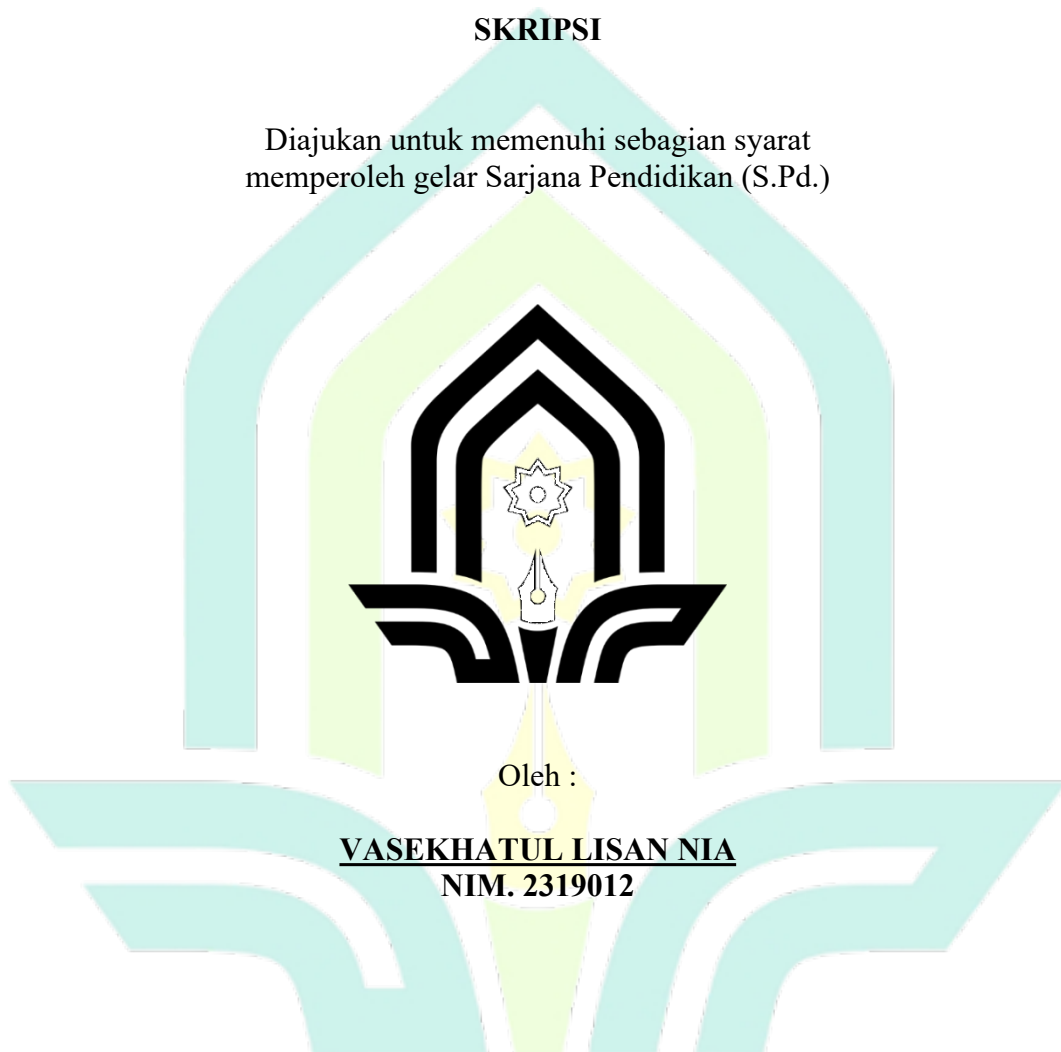 SKRIPSI
Diajukan untuk memenuhi sebagian syarat
memperoleh gelar Sarjana Pendidikan (S.Pd.)
Oleh :
VASEKHATUL LISAN NIA
NIM. 2319012